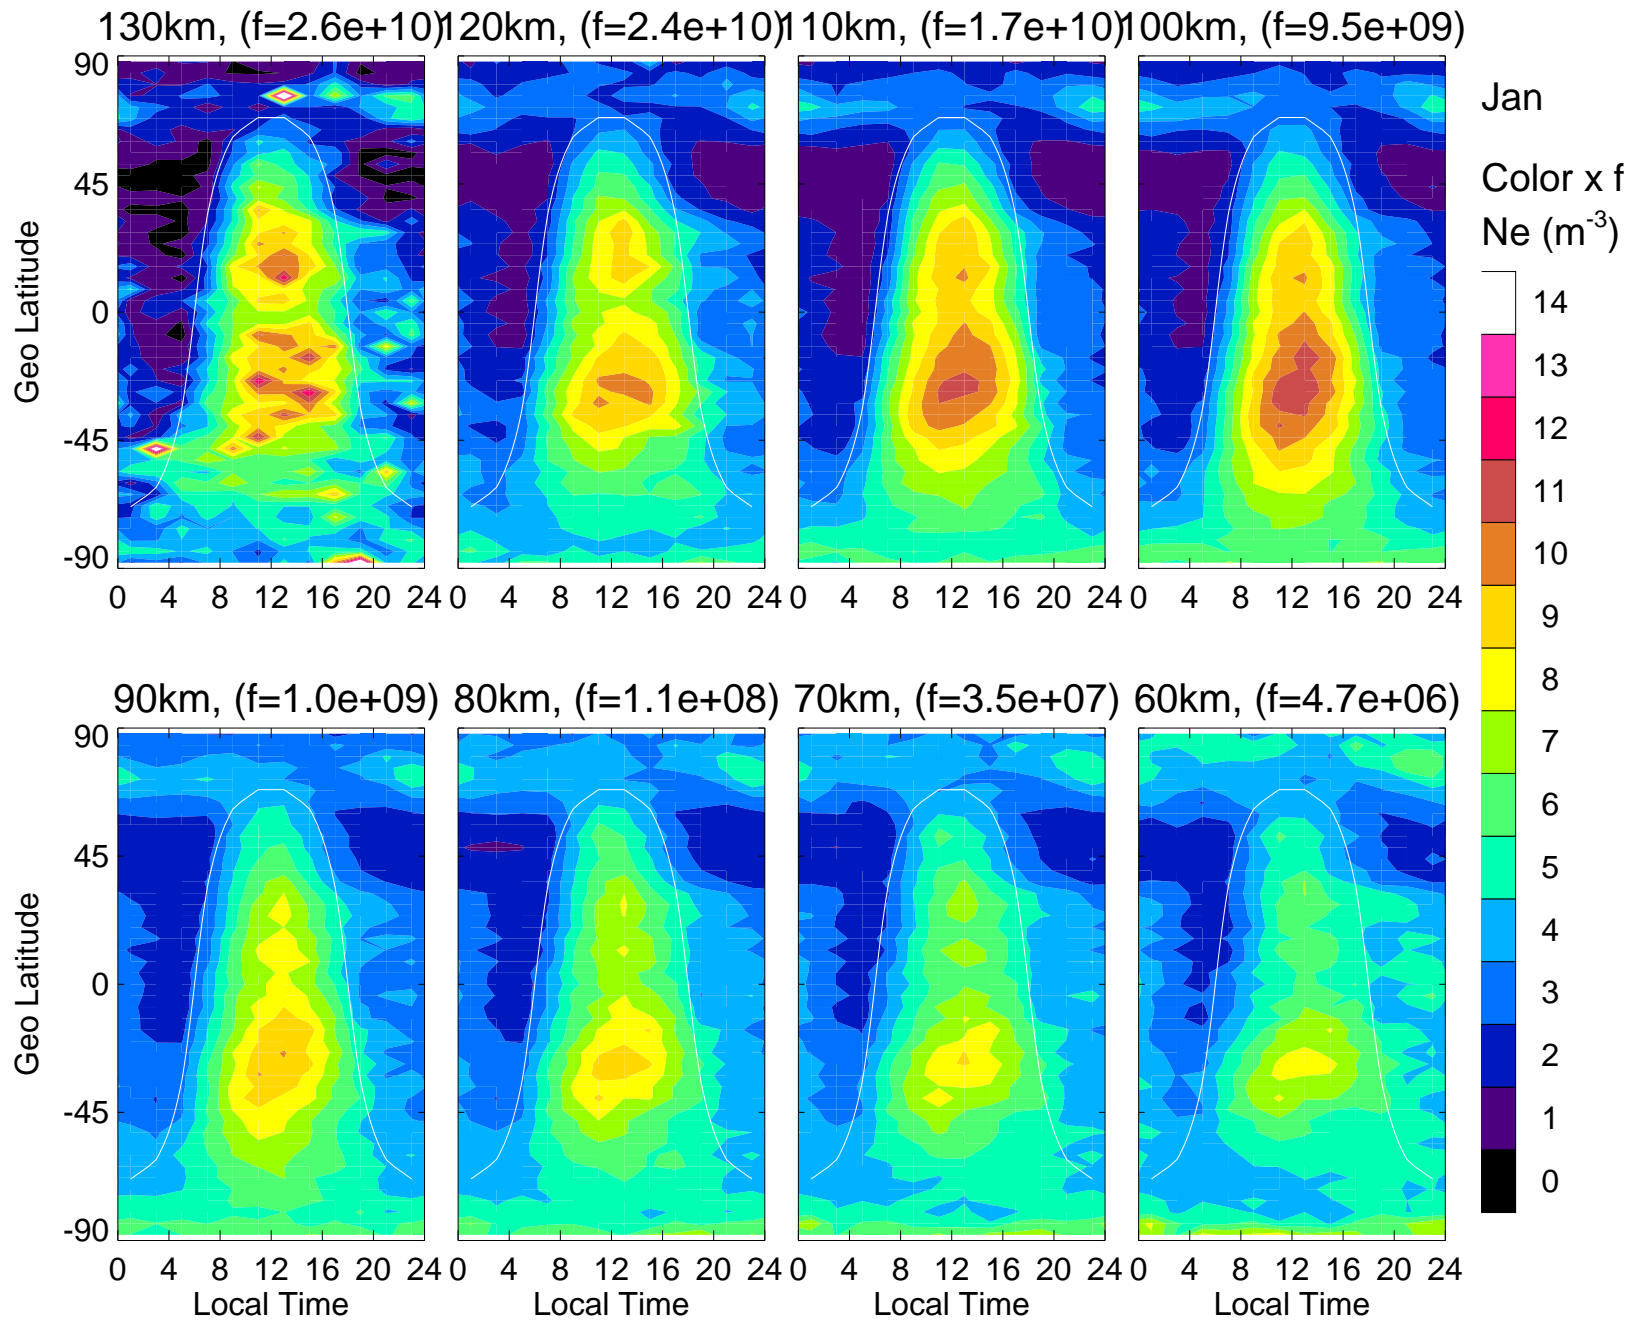 130km, (f=2.6e+10)
120km, (f=2.4e+10)
110km, (f=1.7e+10)
100km, (f=9.5e+09)
Jan
Color x f
Ne (m-3)
Geo Latitude
90
45
0
-45
-90
0 4 8 12 16 20 24
0 4 8 12 16 20 24
0 4 8 12 16 20 24
0 4 8 12 16 20 24
14
13
12
11
10
9
8
7
6
5
4
3
2
1
0
90km, (f=1.0e+09)
80km, (f=1.1e+08)
70km, (f=3.5e+07)
60km, (f=4.7e+06)
Geo Latitude
90
45
0
-45
-90
0 4 8 12 16 20 24
0 4 8 12 16 20 24
0 4 8 12 16 20 24
0 4 8 12 16 20 24
Local Time
Local Time
Local Time
Local Time